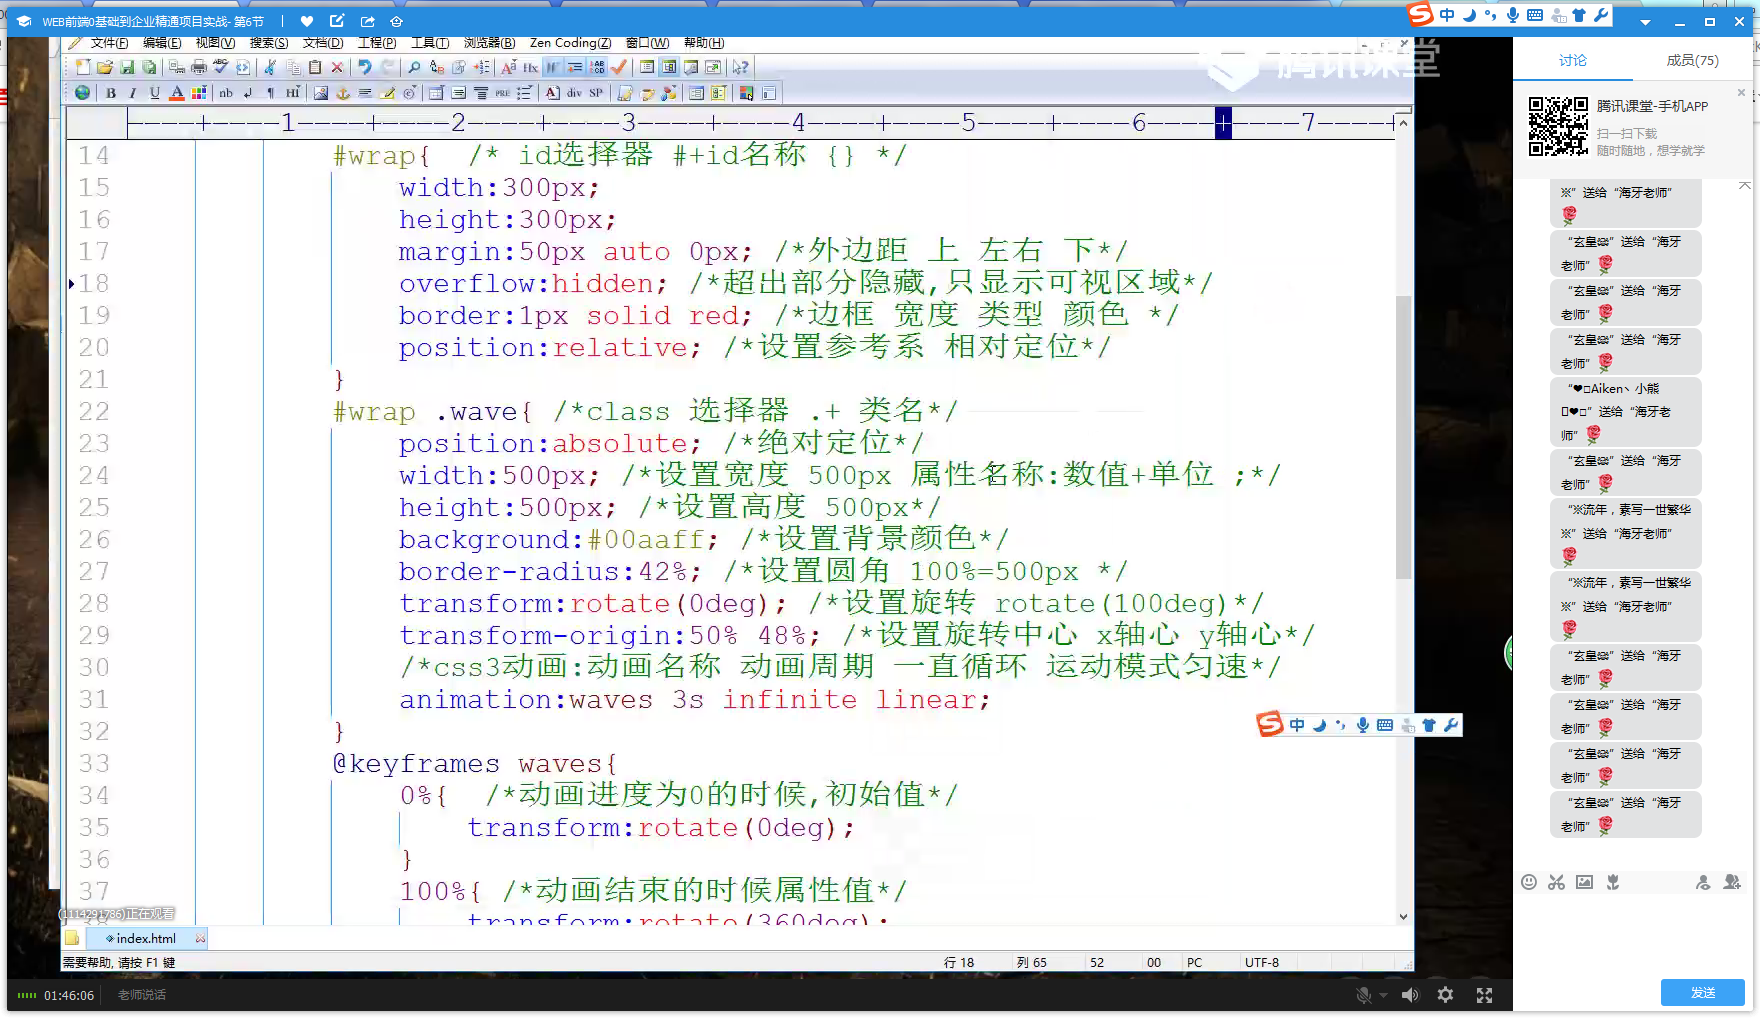 WEB前端0基础到企业精通项目实战- 第6节
中
文件(F) 编辑(E) 视图(V) 搜索(S) 文档(D) 工程(P) 工具(T) 浏览器(B) Zen Coding(Z) 窗口(W) 帮助(H)
腾讯课堂
讨论
成员(75)
腾讯课堂-手机APP
扫一扫下载
随时随地，想学就学
1 2 3 4 5 6 7
14 #wrap{ /* id选择器 #+id名称 {} */
15 width:300px;
16 height:300px;
17 margin:50px auto 0px; /*外边距 上 左右 下*/
18 overflow:hidden; /*超出部分隐藏,只显示可视区域*/
19 border:1px solid red; /*边框 宽度 类型 颜色 */
20 position:relative; /*设置参考系 相对定位*/
21 }
22 #wrap .wave{ /*class 选择器 .+ 类名*/
23 position:absolute; /*绝对定位*/
24 width:500px; /*设置宽度 500px 属性名称:数值+单位 ;*/
25 height:500px; /*设置高度 500px*/
26 background:#00aaff; /*设置背景颜色*/
27 border-radius:42%; /*设置圆角 100%=500px */
28 transform:rotate(0deg); /*设置旋转 rotate(100deg)*/
29 transform-origin:50% 48%; /*设置旋转中心 x轴心 y轴心*/
30 /*css3动画:动画名称 动画周期 一直循环 运动模式匀速*/
31 animation:waves 3s infinite linear;
32 }
33 @keyframes waves{
34 0%{ /*动画进度为0的时候,初始值*/
35 transform:rotate(0deg);
36 }
37 100%{ /*动画结束的时候属性值*/
38 transform:rotate(360deg);
(1114291786)正在观看
index.html
需要帮助, 请按 F1 键
行 18 列 65 52 00 PC UTF-8
01:46:06 老师说话
※”送给“海牙老师”
“玄皇”送给“海牙
老师”
“玄皇”送给“海牙
老师”
“玄皇”送给“海牙
老师”
“❤□Aiken丶小熊
□❤□”送给“海牙老
师”
“玄皇”送给“海牙
老师”
“※流年，素写一世繁华
※”送给“海牙老师”
“※流年，素写一世繁华
※”送给“海牙老师”
“玄皇”送给“海牙
老师”
“玄皇”送给“海牙
老师”
“玄皇”送给“海牙
老师”
“玄皇”送给“海牙
老师”
中
发送